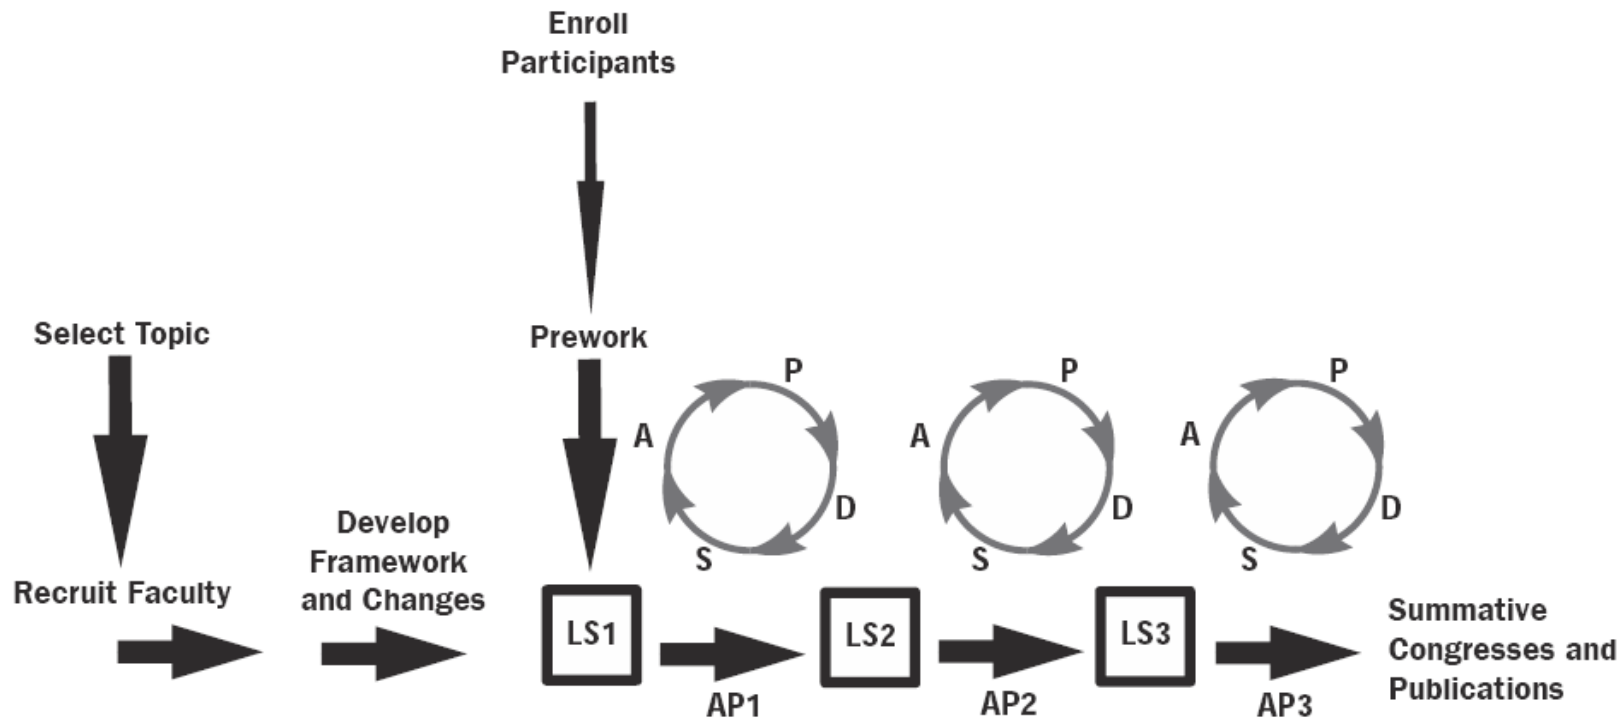 Enroll
Participants
Select Topic
Prework
P
P
P
A
A
A
D
D
D
S
S
S
Develop
Framework
and Changes
Recruit Faculty
LS1
LS2
LS3
AP1
AP2
AP3
Summative
Congresses and
Publications